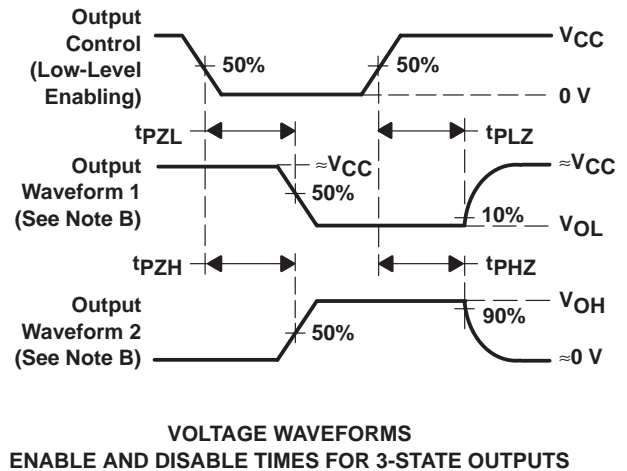 Output
Control
(Low-Level
Enabling)
50%
50%
VCC
0 V
tPZL
tPLZ
Output
Waveform 1
(See Note B)
≈VCC
50%
≈VCC
10%
VOL
tPZH
tPHZ
Output
Waveform 2
(See Note B)
50%
VOH
90%
≈0 V
VOLTAGE WAVEFORMS
ENABLE AND DISABLE TIMES FOR 3-STATE OUTPUTS